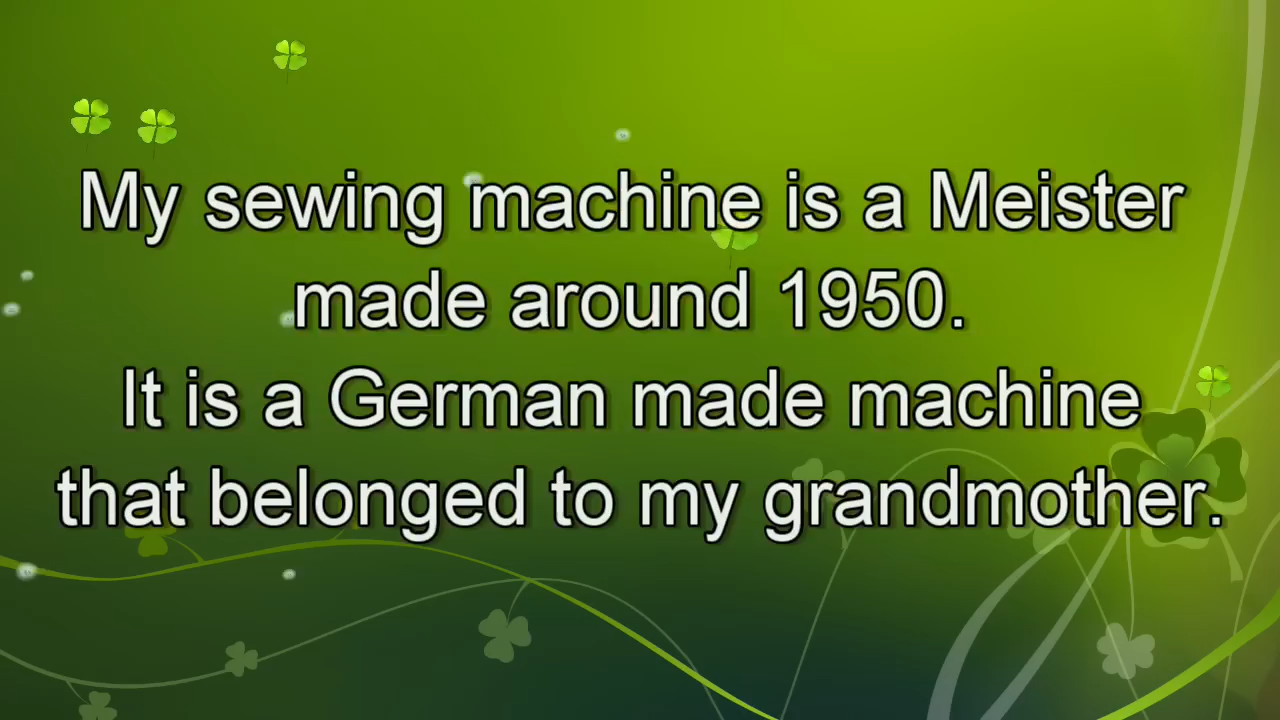 My sewing machine is a Meister
made around 1950.
It is a German made machine
that belonged to my grandmother.